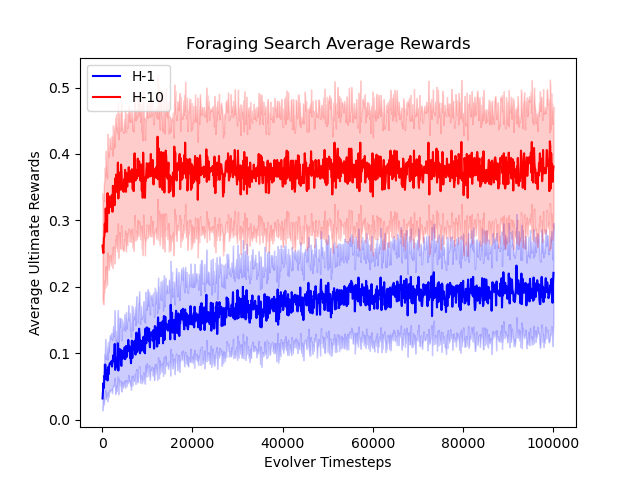 Foraging Search Average Rewards
H-1
H-10
Average Ultimate Rewards
0.5
0.4
0.3
0.2
0.1
0.0
0
20000
40000
60000
80000
100000
Evolver Timesteps